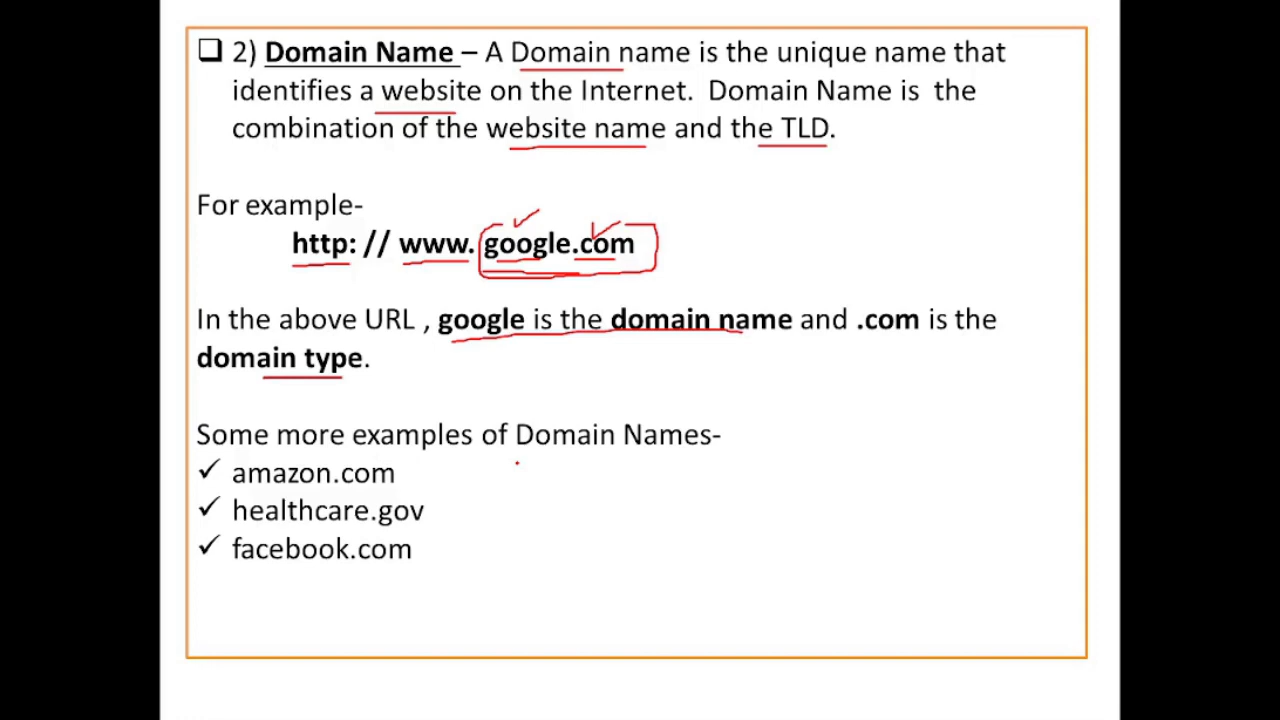 ❑ 2) Domain Name – A Domain name is the unique name that
identifies a website on the Internet. Domain Name is the
combination of the website name and the TLD.
For example-
http: // www. google.com
In the above URL , google is the domain name and .com is the
domain type.
Some more examples of Domain Names-
✓ amazon.com
✓ healthcare.gov
✓ facebook.com